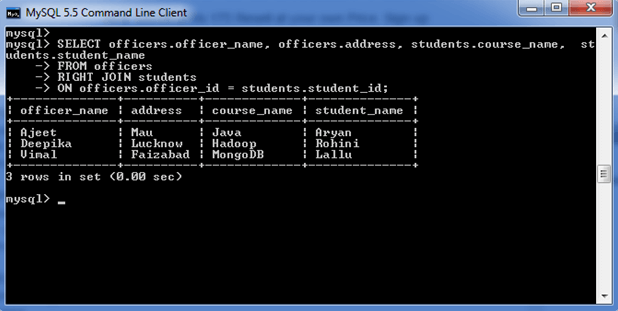 MySQL 5.5 Command Line Client
mysql>
mysql> SELECT officers.officer_name, officers.address, students.course_name,  st
udents.student_name
    -> FROM officers
    -> RIGHT JOIN students
    -> ON officers.officer_id = students.student_id;
+--------------+----------+-------------+--------------+
| officer_name | address  | course_name | student_name |
+--------------+----------+-------------+--------------+
| Ajeet        | Mau      | Java        | Aryan        |
| Deepika      | Lucknow  | Hadoop      | Rohini       |
| Vimal        | Faizabad | MongoDB     | Lallu        |
+--------------+----------+-------------+--------------+
3 rows in set (0.00 sec)
mysql> _